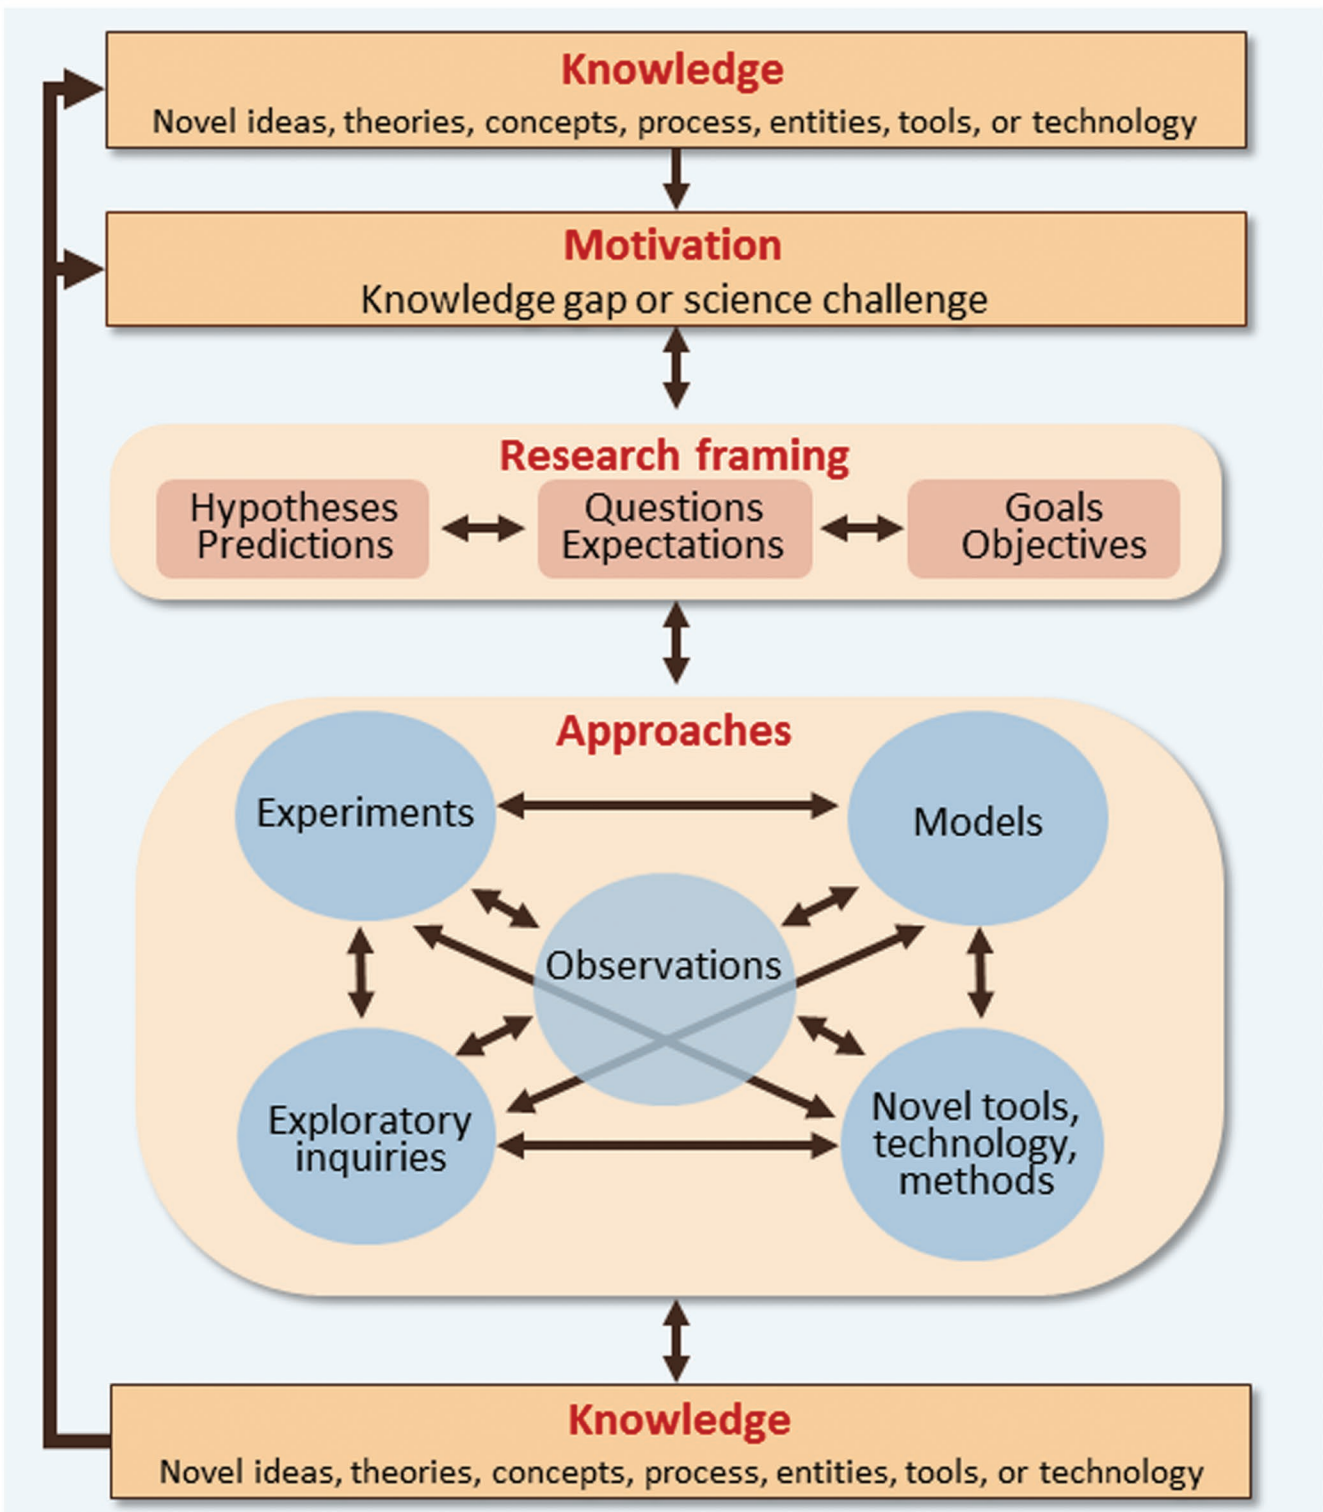 Knowledge
Novel ideas, theories, concepts, process, entities, tools, or technology
Motivation
Knowledge gap or science challenge
Research framing
Hypotheses
Predictions
Questions
Expectations
Goals
Objectives
Approaches
Experiments
Models
Observations
Exploratory
inquiries
Novel tools,
technology,
methods
Knowledge
Novel ideas, theories, concepts, process, entities, tools, or technology